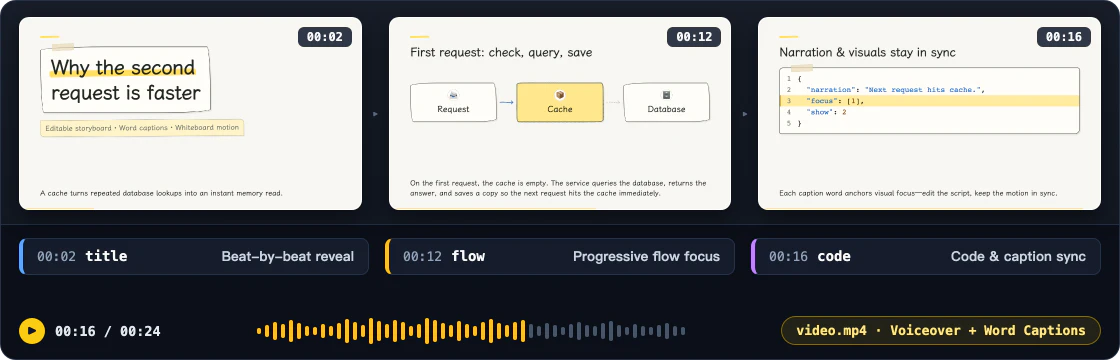 00:02
Why the second
request is faster
Editable storyboard • Word captions • Whiteboard motion
A cache turns repeated database lookups into an instant memory read.
00:12
First request: check, query, save
Request
Cache
Database
On the first request, the cache is empty. The service queries the database, returns the
answer, and saves a copy so the next request hits the cache immediately.
00:16
Narration & visuals stay in sync
1 {
2 "narration": "Next request hits cache.",
3 "focus": [1],
4 "show": 2
5 }
Each caption word anchors visual focus—edit the script, keep the motion in sync.
00:02 title Beat-by-beat reveal
00:12 flow Progressive flow focus
00:16 code Code & caption sync
00:16 / 00:24
video.mp4 · Voiceover + Word Captions